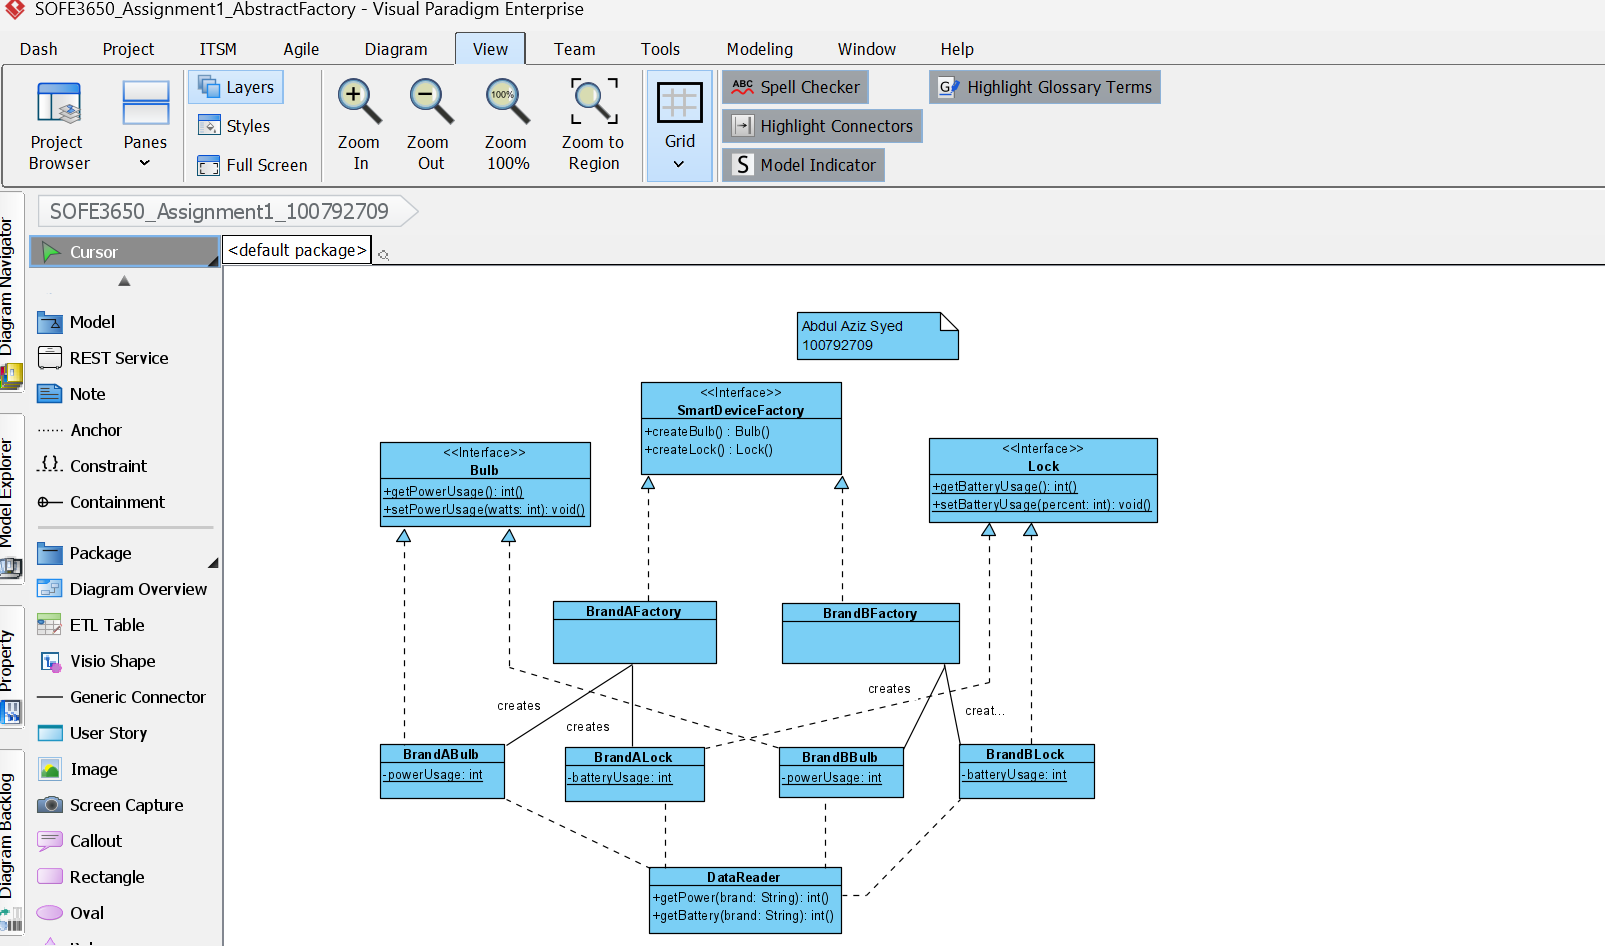 SOFE3650_Assignment1_AbstractFactory - Visual Paradigm Enterprise
Dash Project ITSM Agile Diagram View Team Tools Modeling Window Help
Project Browser
Panes
Layers
Styles
Full Screen
Zoom In
Zoom Out
100%
Zoom 100%
Zoom to Region
Grid
ABC Spell Checker
Highlight Connectors
S Model Indicator
G Highlight Glossary Terms
SOFE3650_Assignment1_100792709
Diagram Navigator
Model Explorer
Property
Diagram Backlog
Cursor
Model
REST Service
Note
Anchor
Constraint
Containment
Package
Diagram Overview
ETL Table
Visio Shape
Generic Connector
User Story
Image
Screen Capture
Callout
Rectangle
Oval
<default package>
Abdul Aziz Syed
100792709
<<Interface>>
SmartDeviceFactory
+createBulb() : Bulb()
+createLock() : Lock()
<<Interface>>
Bulb
+getPowerUsage(): int()
+setPowerUsage(watts: int): void()
<<Interface>>
Lock
+getBatteryUsage(): int()
+setBatteryUsage(percent: int): void()
BrandAFactory
BrandBFactory
creates
creates
creates
creat...
BrandABulb
-powerUsage: int
BrandALock
-batteryUsage: int
BrandBBulb
-powerUsage: int
BrandBLock
-batteryUsage: int
DataReader
+getPower(brand: String): int()
+getBattery(brand: String): int()